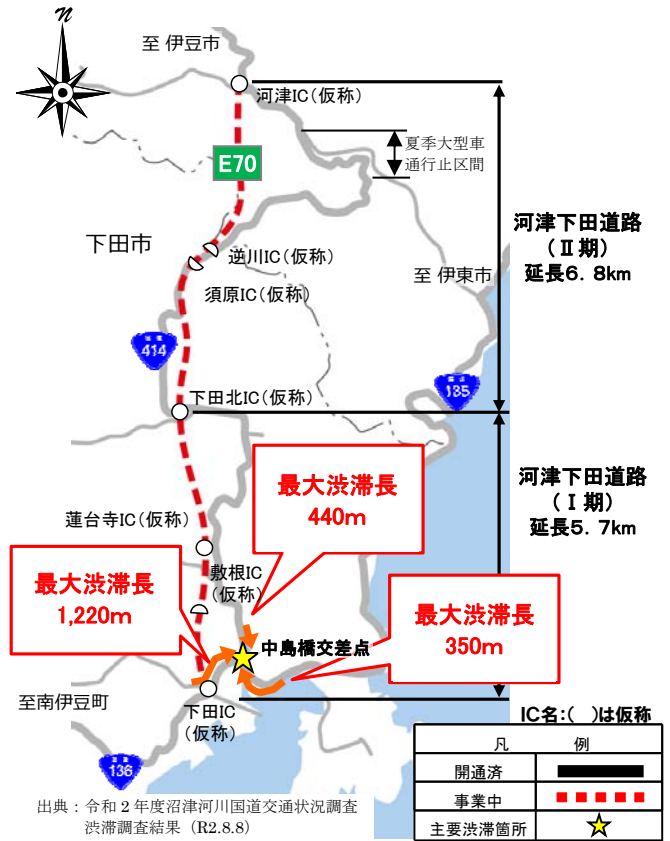 N
至 伊豆市
河津IC(仮称)
夏季大型車
通行止区間
E70
河津下田道路
(Ⅱ期)
延長6.8km
下田市
逆川IC(仮称)
至 伊東市
須原IC(仮称)
414
135
下田北IC(仮称)
最大渋滞長
440m
河津下田道路
(Ⅰ期)
延長5.7km
蓮台寺IC(仮称)
敷根IC
(仮称)
最大渋滞長
1,220m
最大渋滞長
350m
中島橋交差点
至南伊豆町
下田IC
(仮称)
136
IC名:( )は仮称
凡 例
開通済
事業中
主要渋滞箇所
出典:令和2年度沼津河川国道交通状況調査
渋滞調査結果(R2.8.8)